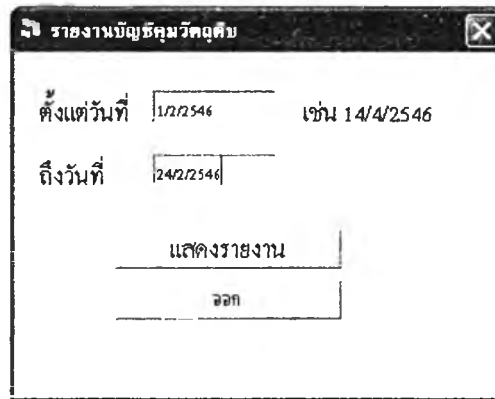 รายงานบัญชีคุมวัตถุดิบ
ตั้งแต่วันที่ 1/2/2546 เช่น 14/4/2546
ถึงวันที่ 24/2/2546
แสดงรายงาน
ออก